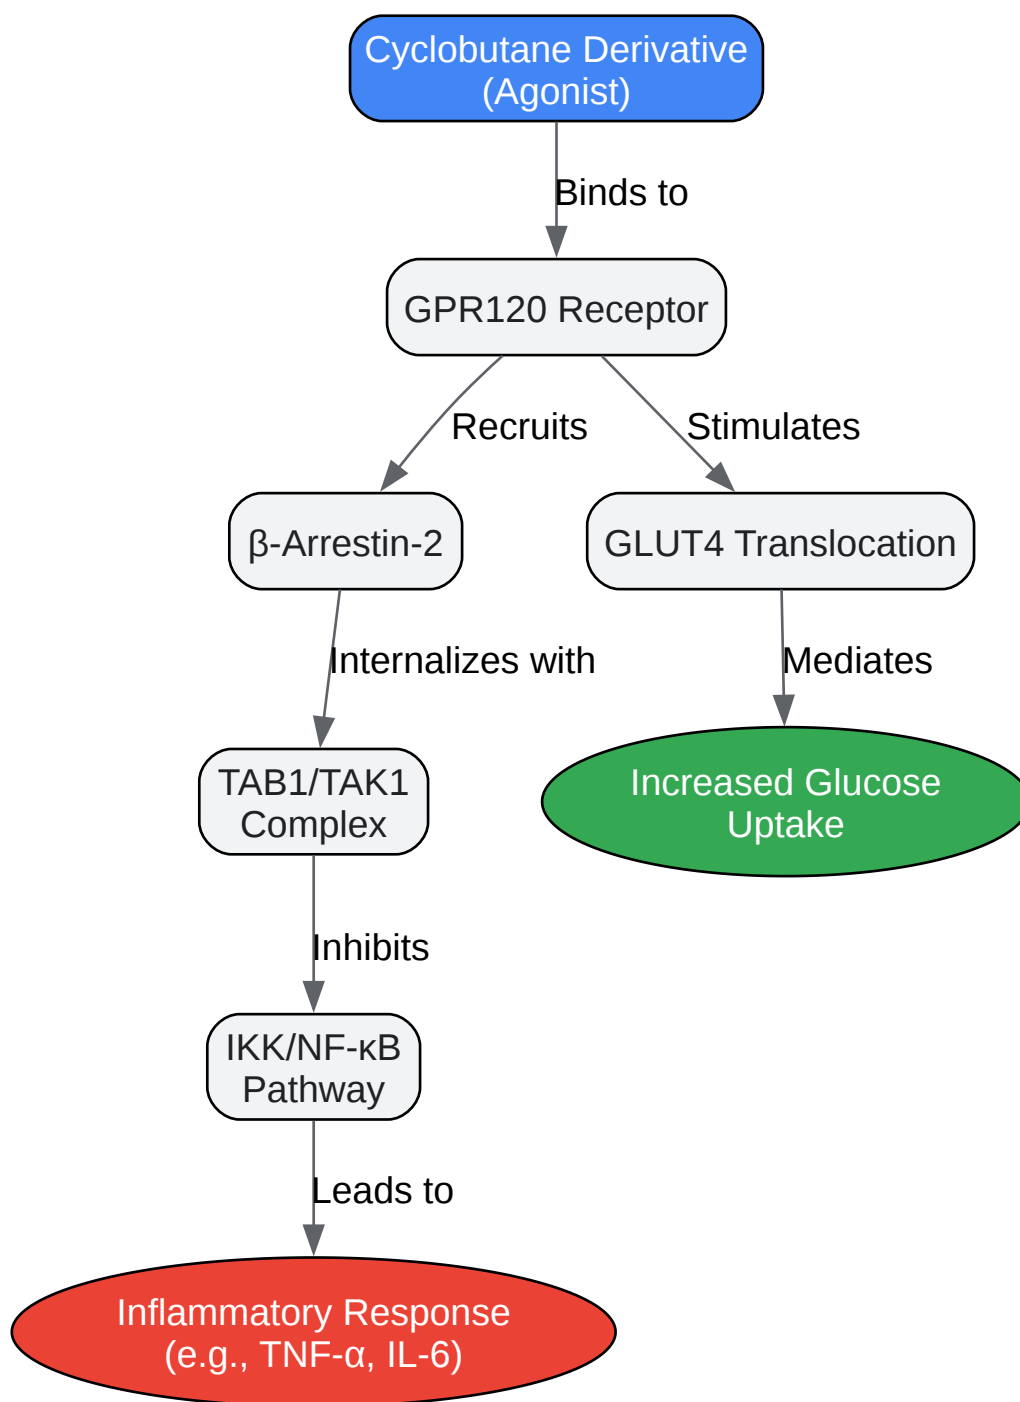 Cyclobutane Derivative
(Agonist)
Binds to
GPR120 Receptor
Recruits
Stimulates
β-Arrestin-2
GLUT4 Translocation
Internalizes with
Mediates
TAB1/TAK1
Complex
Increased Glucose
Uptake
Inhibits
IKK/NF-κB
Pathway
Leads to
Inflammatory Response
(e.g., TNF-α, IL-6)